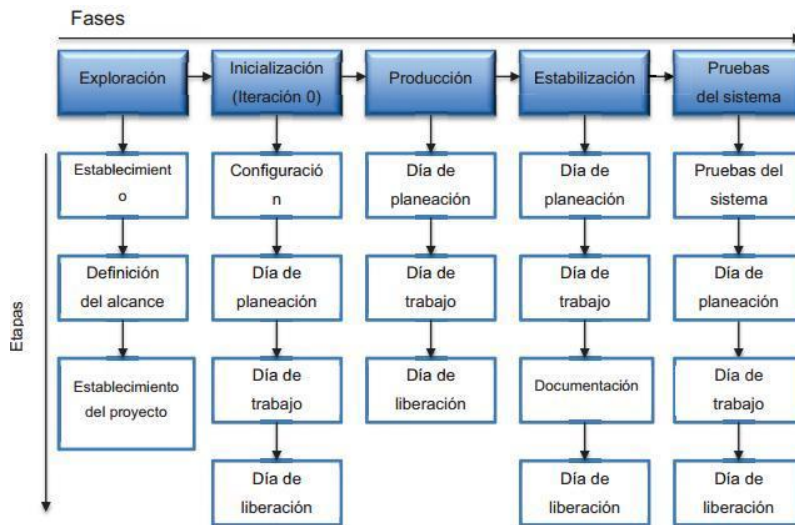 Fases
Exploración
Inicialización
(Iteración 0)
Producción
Estabilización
Pruebas
del sistema
Etapas
Establecimient
o
Definición
del alcance
Establecimiento
del proyecto
Configuració
n
Día de
planeación
Día de
trabajo
Día de
liberación
Día de
planeación
Día de
trabajo
Día de
liberación
Día de
planeación
Día de
trabajo
Documentación
Día de
liberación
Pruebas del
sistema
Día de
planeación
Día de
trabajo
Día de
liberación